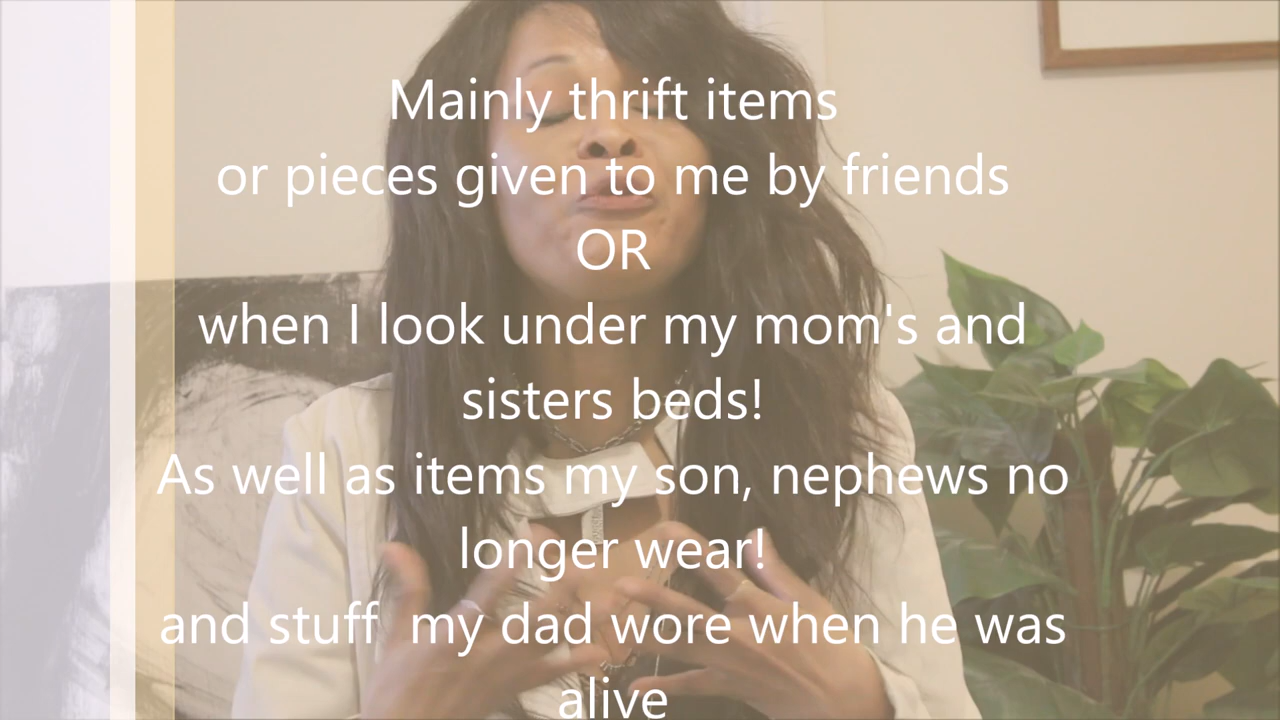 Mainly thrift items
or pieces given to me by friends
OR
when I look under my mom's and
sisters beds!
As well as items my son, nephews no
longer wear!
and stuff  my dad wore when he was
alive